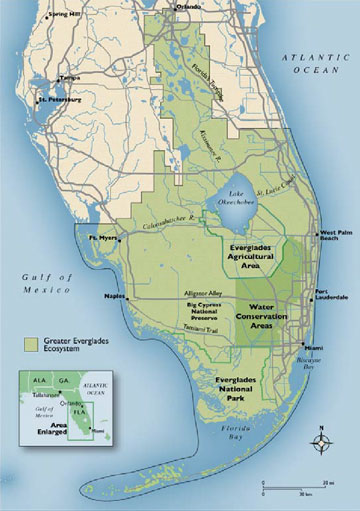 Orlando
Spring Hill
ATLANTIC
OCEAN
Florida's Turnpike
Tampa
St. Petersburg
Kissimmee R.
St. Lucie Canal
Lake
Okeechobee
Caloosahatchee R.
West Palm
Beach
Ft. Myers
Everglades
Agricultural
Area
Gulf of
Mexico
Alligator Alley
Naples
Big Cypress
National
Preserve
Water
Conservation
Areas
Fort
Lauderdale
Tamiami Trail
Miami
Greater Everglades
Ecosystem
Biscayne
Bay
Everglades
National
Park
ALA.
GA.
ATLANTIC
OCEAN
Tallahassee
Orlando
Gulf of
Mexico
FLA.
Area
Enlarged
Miami
Florida
Bay
N
0
30 mi
0
30 km